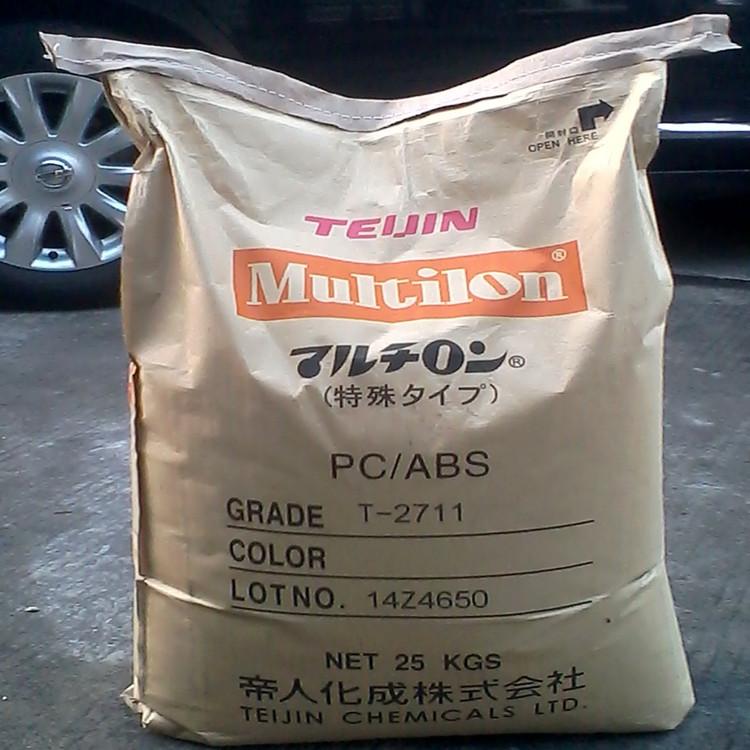 開封口
OPEN HERE
TEIJIN
Multilon®
マルチロン®
(特殊タイプ)
PC/ABS
GRADE T-2711
COLOR
LOTNO. 14Z4650
NET 25 KGS
帝人化成株式会社
TEIJIN CHEMICALS LTD.